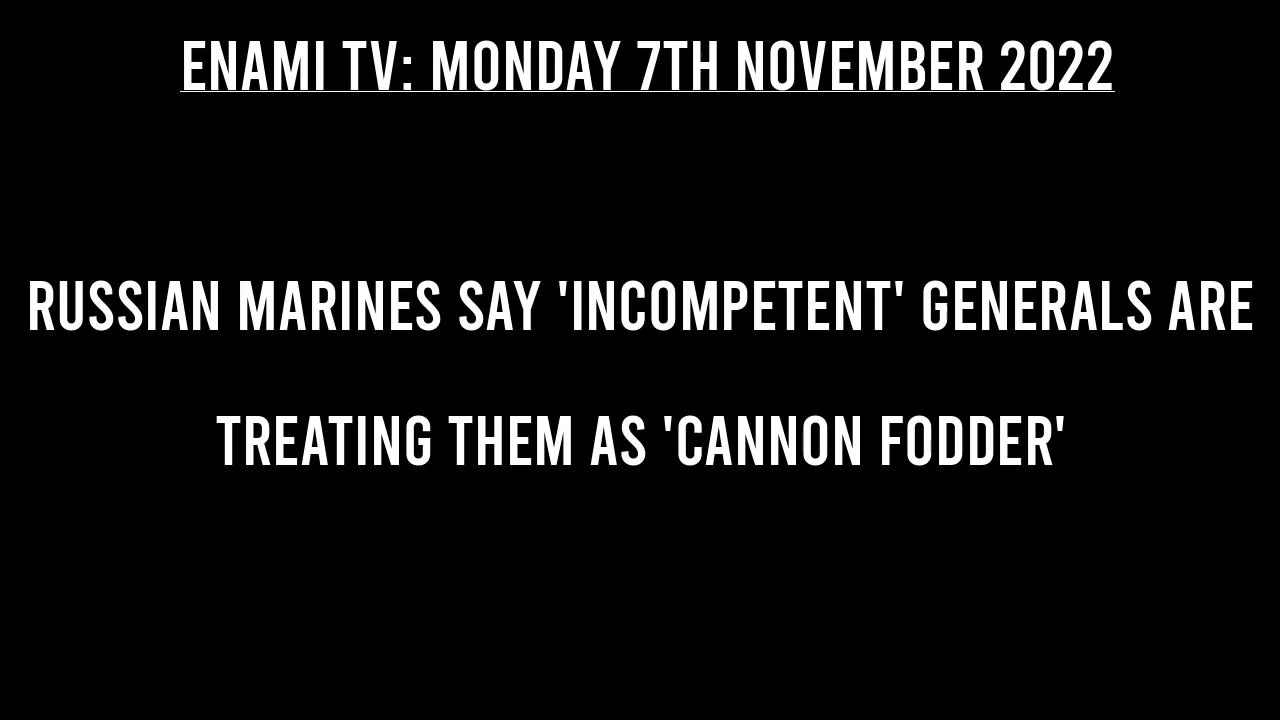 ENAMI TV: MONDAY 7TH NOVEMBER 2022
RUSSIAN MARINES SAY 'INCOMPETENT' GENERALS ARE
TREATING THEM AS 'CANNON FODDER'